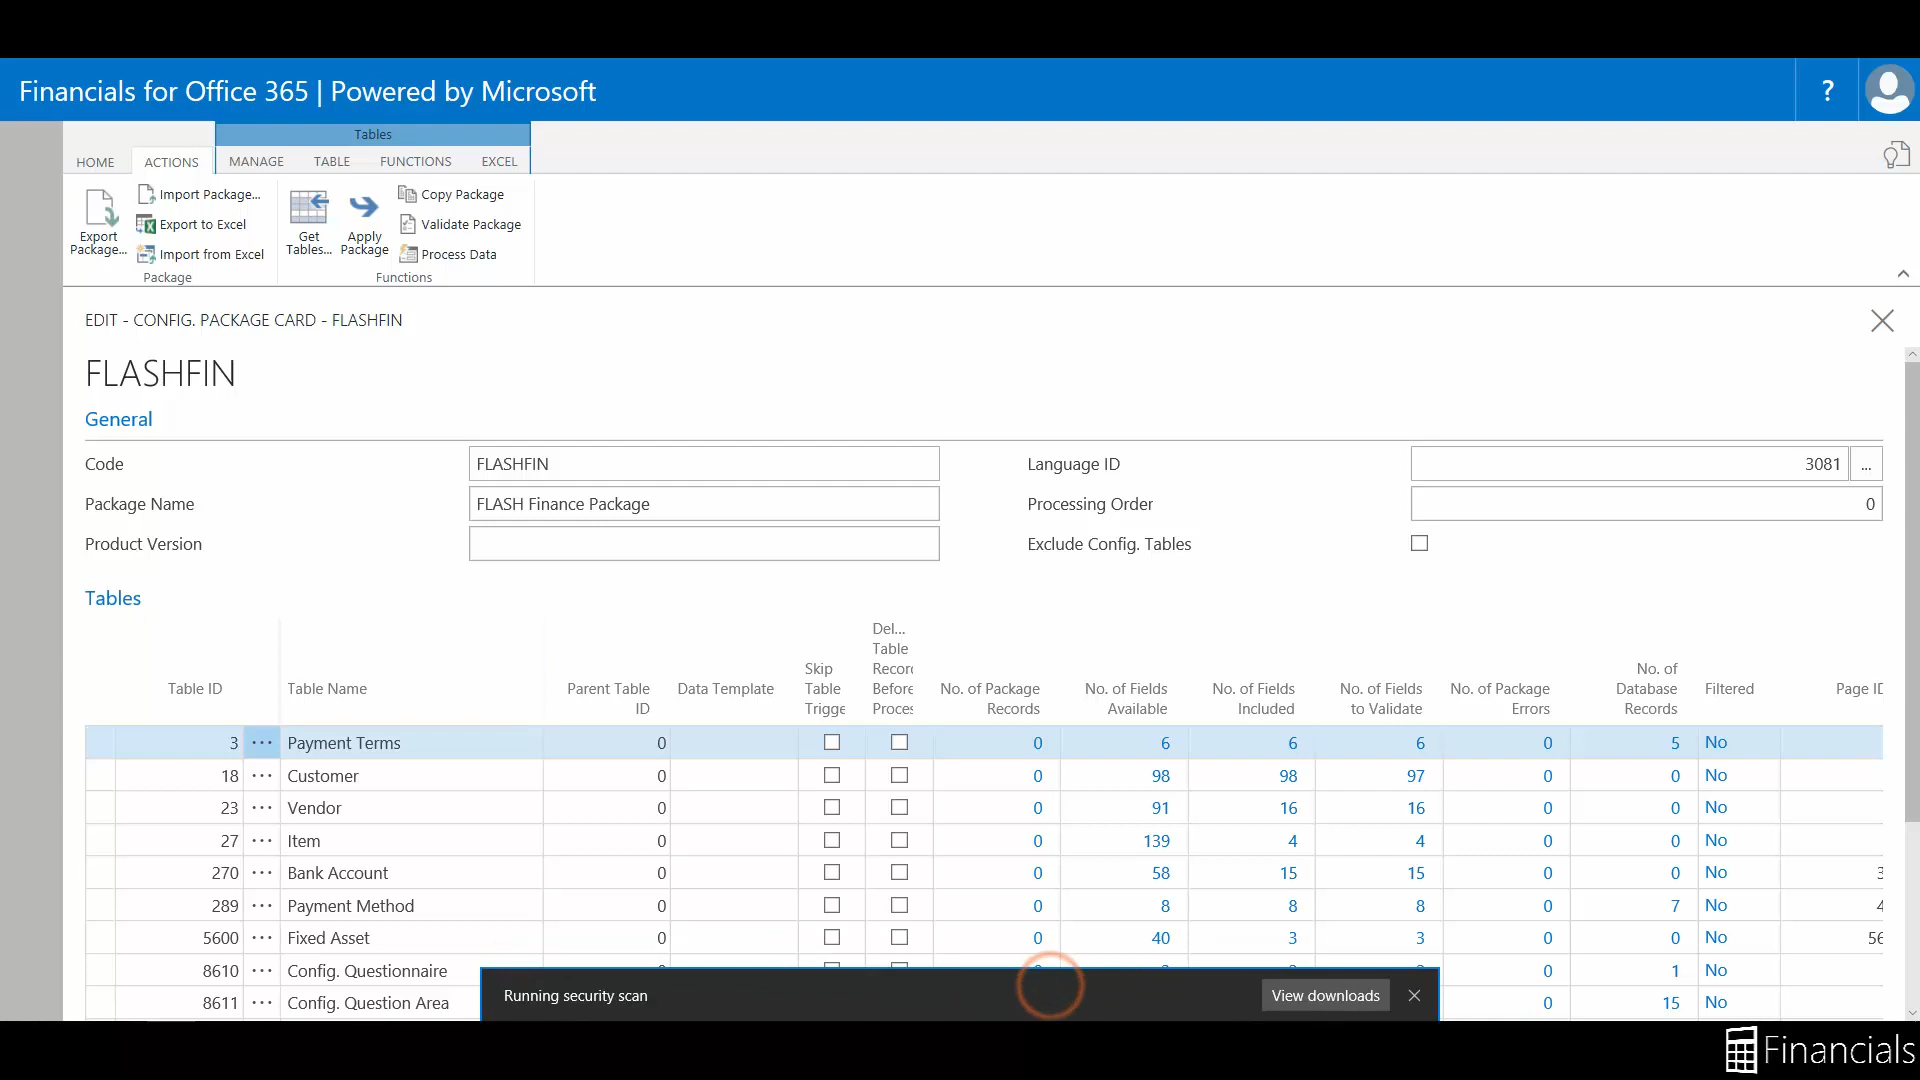 Financials for Office 365 | Powered by Microsoft
?
Tables
HOME ACTIONS MANAGE TABLE FUNCTIONS EXCEL
Export Package...
Import Package...
Export to Excel
Import from Excel
Package
Get Tables...
Apply Package
Copy Package
Validate Package
Process Data
Functions
EDIT - CONFIG. PACKAGE CARD - FLASHFIN
FLASHFIN
General
Code FLASHFIN Language ID 3081 ...
Package Name FLASH Finance Package Processing Order 0
Product Version Exclude Config. Tables
Tables
Table ID Table Name Parent Table ID Data Template Skip Table Trigge Del... Table Recor Before Proces No. of Package Records No. of Fields Available No. of Fields Included No. of Fields to Validate No. of Package Errors No. of Database Records Filtered Page ID
3 ··· Payment Terms 0 0 6 6 6 0 5 No
18 ··· Customer 0 0 98 98 97 0 0 No
23 ··· Vendor 0 0 91 16 16 0 0 No
27 ··· Item 0 0 139 4 4 0 0 No
270 ··· Bank Account 0 0 58 15 15 0 0 No 3
289 ··· Payment Method 0 0 8 8 8 0 7 No 4
5600 ··· Fixed Asset 0 0 40 3 3 0 0 No 56
8610 ··· Config. Questionnaire 0 1 No
8611 ··· Config. Question Area 0 15 No
Running security scan View downloads
Financials